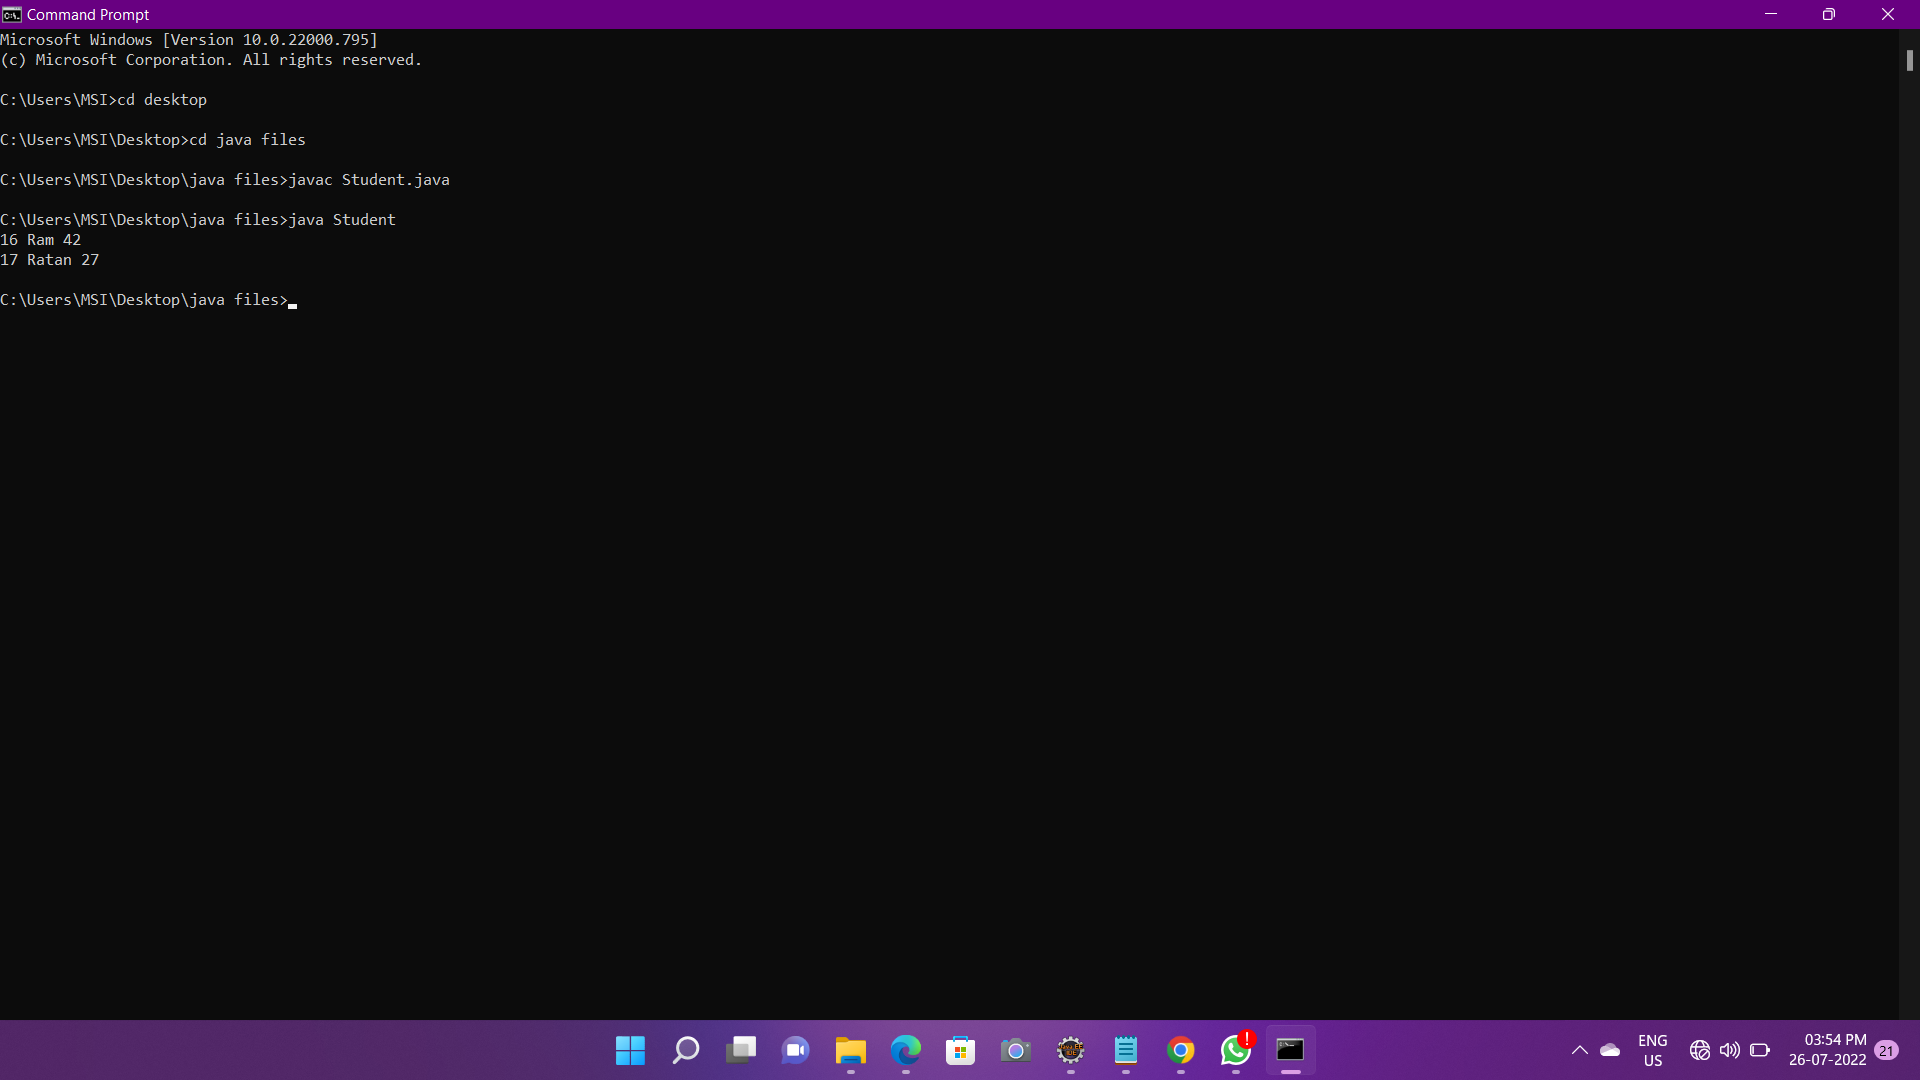 Command Prompt
Microsoft Windows [Version 10.0.22000.795]
(c) Microsoft Corporation. All rights reserved.
C:\Users\MSI>cd desktop
C:\Users\MSI\Desktop>cd java files
C:\Users\MSI\Desktop\java files>javac Student.java
C:\Users\MSI\Desktop\java files>java Student
16 Ram 42
17 Ratan 27
C:\Users\MSI\Desktop\java files>
ENG
US
03:54 PM
26-07-2022
21